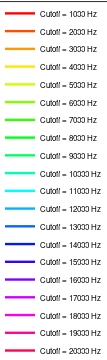 Cutoff = 1000 Hz
Cutoff = 2000 Hz
Cutoff = 3000 Hz
Cutoff = 4000 Hz
Cutoff = 5000 Hz
Cutoff = 6000 Hz
Cutoff = 7000 Hz
Cutoff = 8000 Hz
Cutoff = 9000 Hz
Cutoff = 10000 Hz
Cutoff = 11000 Hz
Cutoff = 12000 Hz
Cutoff = 13000 Hz
Cutoff = 14000 Hz
Cutoff = 15000 Hz
Cutoff = 16000 Hz
Cutoff = 17000 Hz
Cutoff = 18000 Hz
Cutoff = 19000 Hz
Cutoff = 20000 Hz